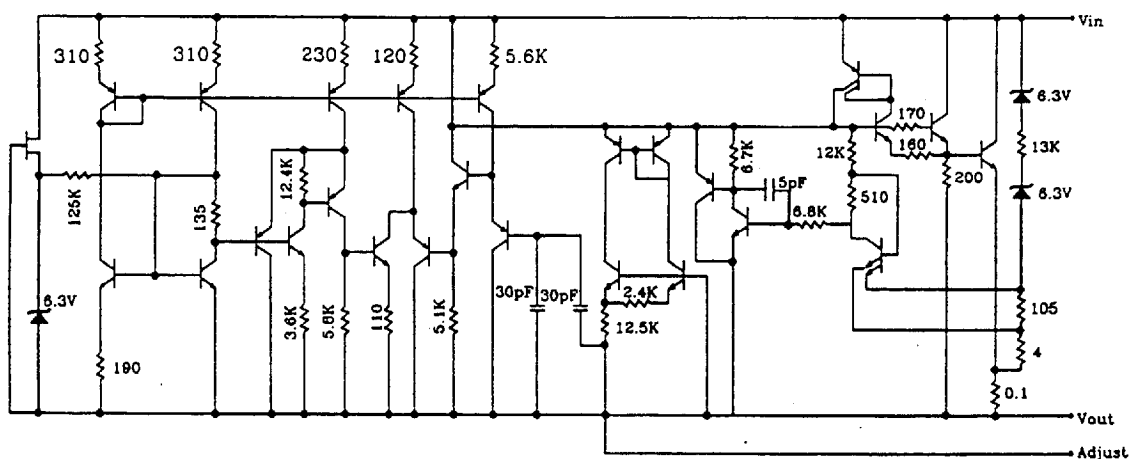 Vin
310
310
230
120
5.6K
6.3V
170
13K
12K
160
6.7K
12.4K
5pF
6.3V
200
125K
510
135
6.8K
6.3V
30pF
30pF
2.4K
105
3.6K
5.8K
110
5.1K
12.5K
4
190
0.1
Vout
Adjust